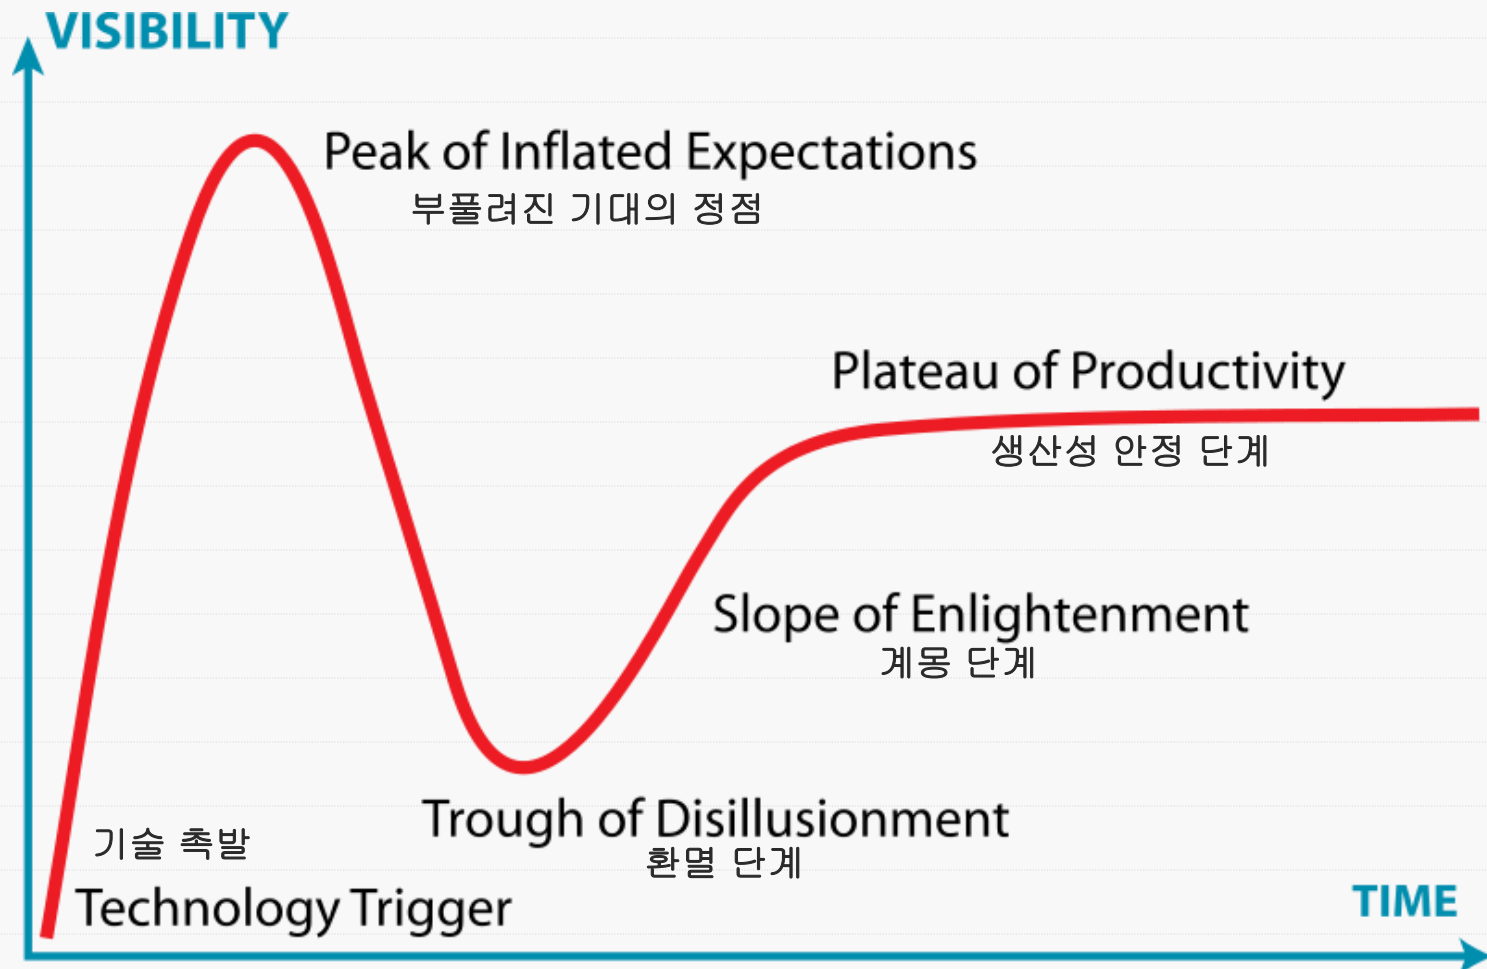 VISIBILITY
Peak of Inflated Expectations
부풀려진 기대의 정점
Plateau of Productivity
생산성 안정 단계
Slope of Enlightenment
계몽 단계
Trough of Disillusionment
환멸 단계
기술 촉발
Technology Trigger
TIME